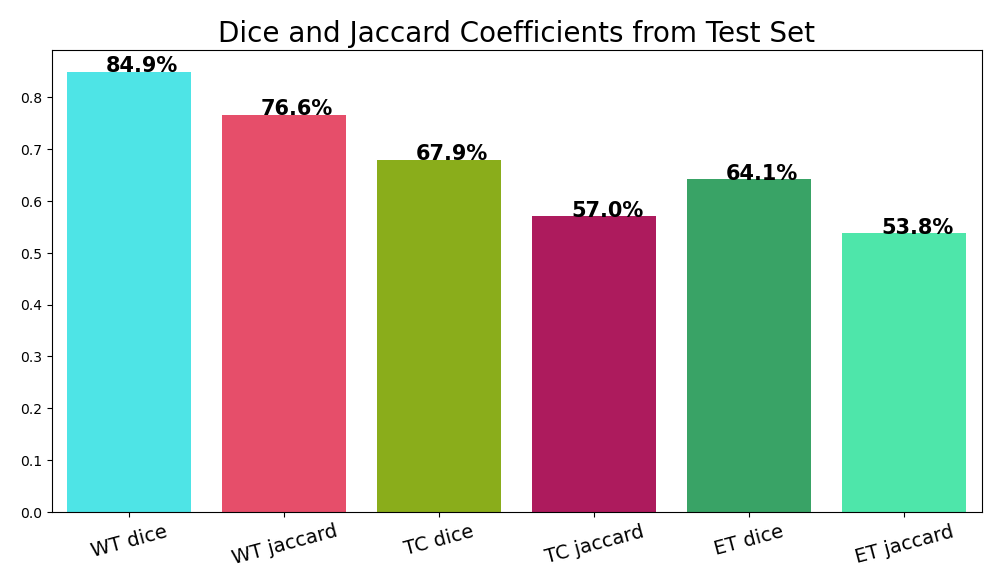 Dice and Jaccard Coefficients from Test Set
84.9%
76.6%
67.9%
57.0%
64.1%
53.8%
0.8
0.7
0.6
0.5
0.4
0.3
0.2
0.1
0.0
WT dice
WT jaccard
TC dice
TC jaccard
ET dice
ET jaccard